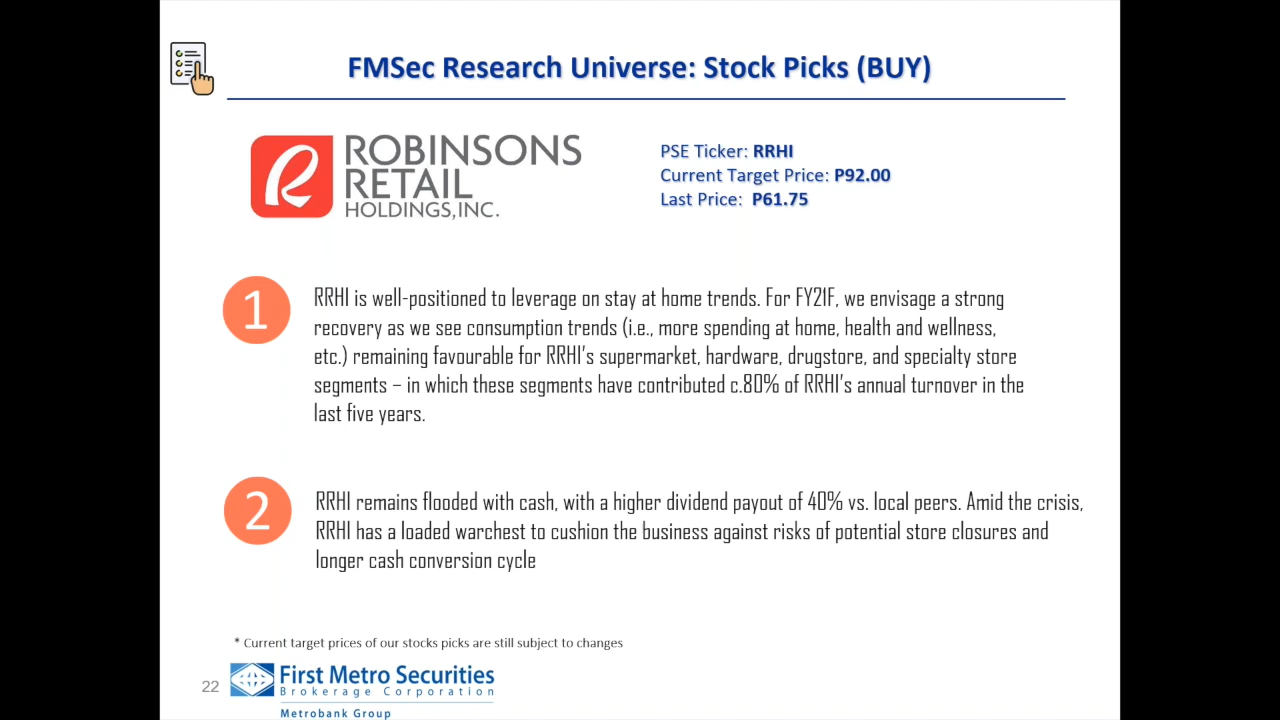 FMSec Research Universe: Stock Picks (BUY)
ROBINSONS
RETAIL
HOLDINGS,INC.
PSE Ticker: RRHI
Current Target Price: P92.00
Last Price: P61.75
1
RRHI is well-positioned to leverage on stay at home trends. For FY21F, we envisage a strong
recovery as we see consumption trends (i.e., more spending at home, health and wellness,
etc.) remaining favourable for RRHI's supermarket, hardware, drugstore, and specialty store
segments – in which these segments have contributed c.80% of RRHI's annual turnover in the
last five years.
2
RRHI remains flooded with cash, with a higher dividend payout of 40% vs. local peers. Amid the crisis,
RRHI has a loaded warchest to cushion the business against risks of potential store closures and
longer cash conversion cycle
* Current target prices of our stocks picks are still subject to changes
22
First Metro Securities
Brokerage Corporation
Metrobank Group